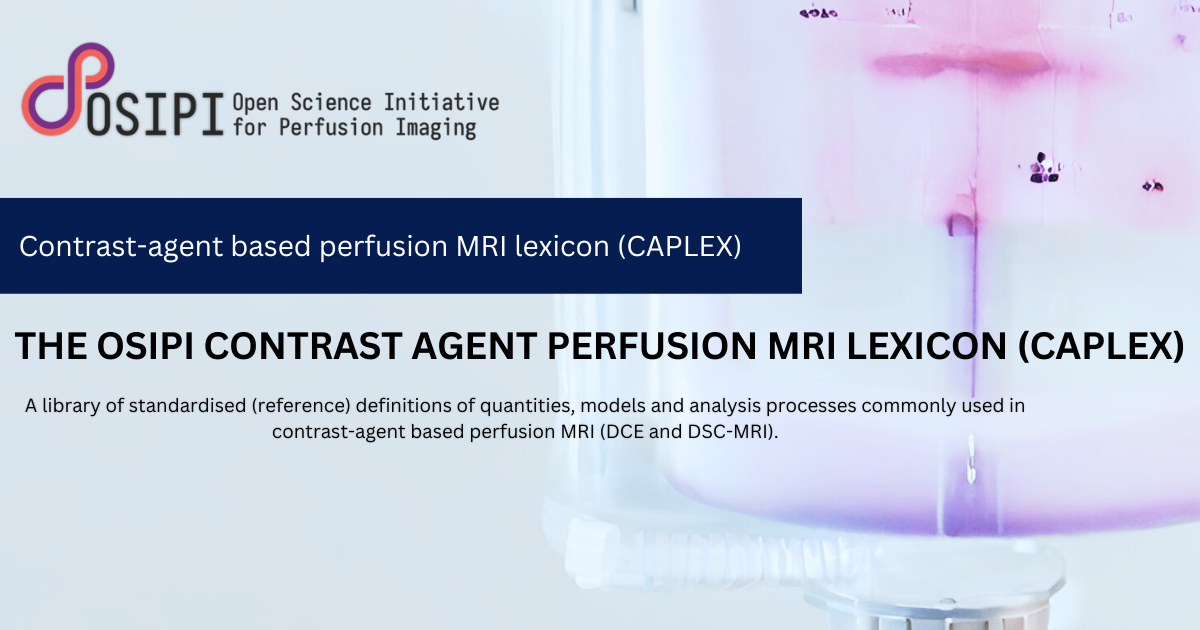 OSIPI Open Science Initiative
for Perfusion Imaging
Contrast-agent based perfusion MRI lexicon (CAPLEX)
THE OSIPI CONTRAST AGENT PERFUSION MRI LEXICON (CAPLEX)
A library of standardised (reference) definitions of quantities, models and analysis processes commonly used in
contrast-agent based perfusion MRI (DCE and DSC-MRI).